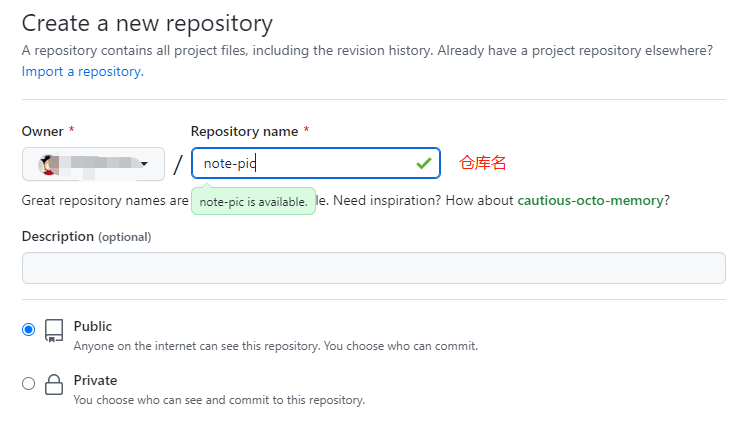 Create a new repository
A repository contains all project files, including the revision history. Already have a project repository elsewhere?
Import a repository.
Owner *
Repository name *
/
note-pic
仓库名
note-pic is available.
Great repository names are le. Need inspiration? How about cautious-octo-memory?
Description (optional)
Public
Anyone on the internet can see this repository. You choose who can commit.
Private
You choose who can see and commit to this repository.